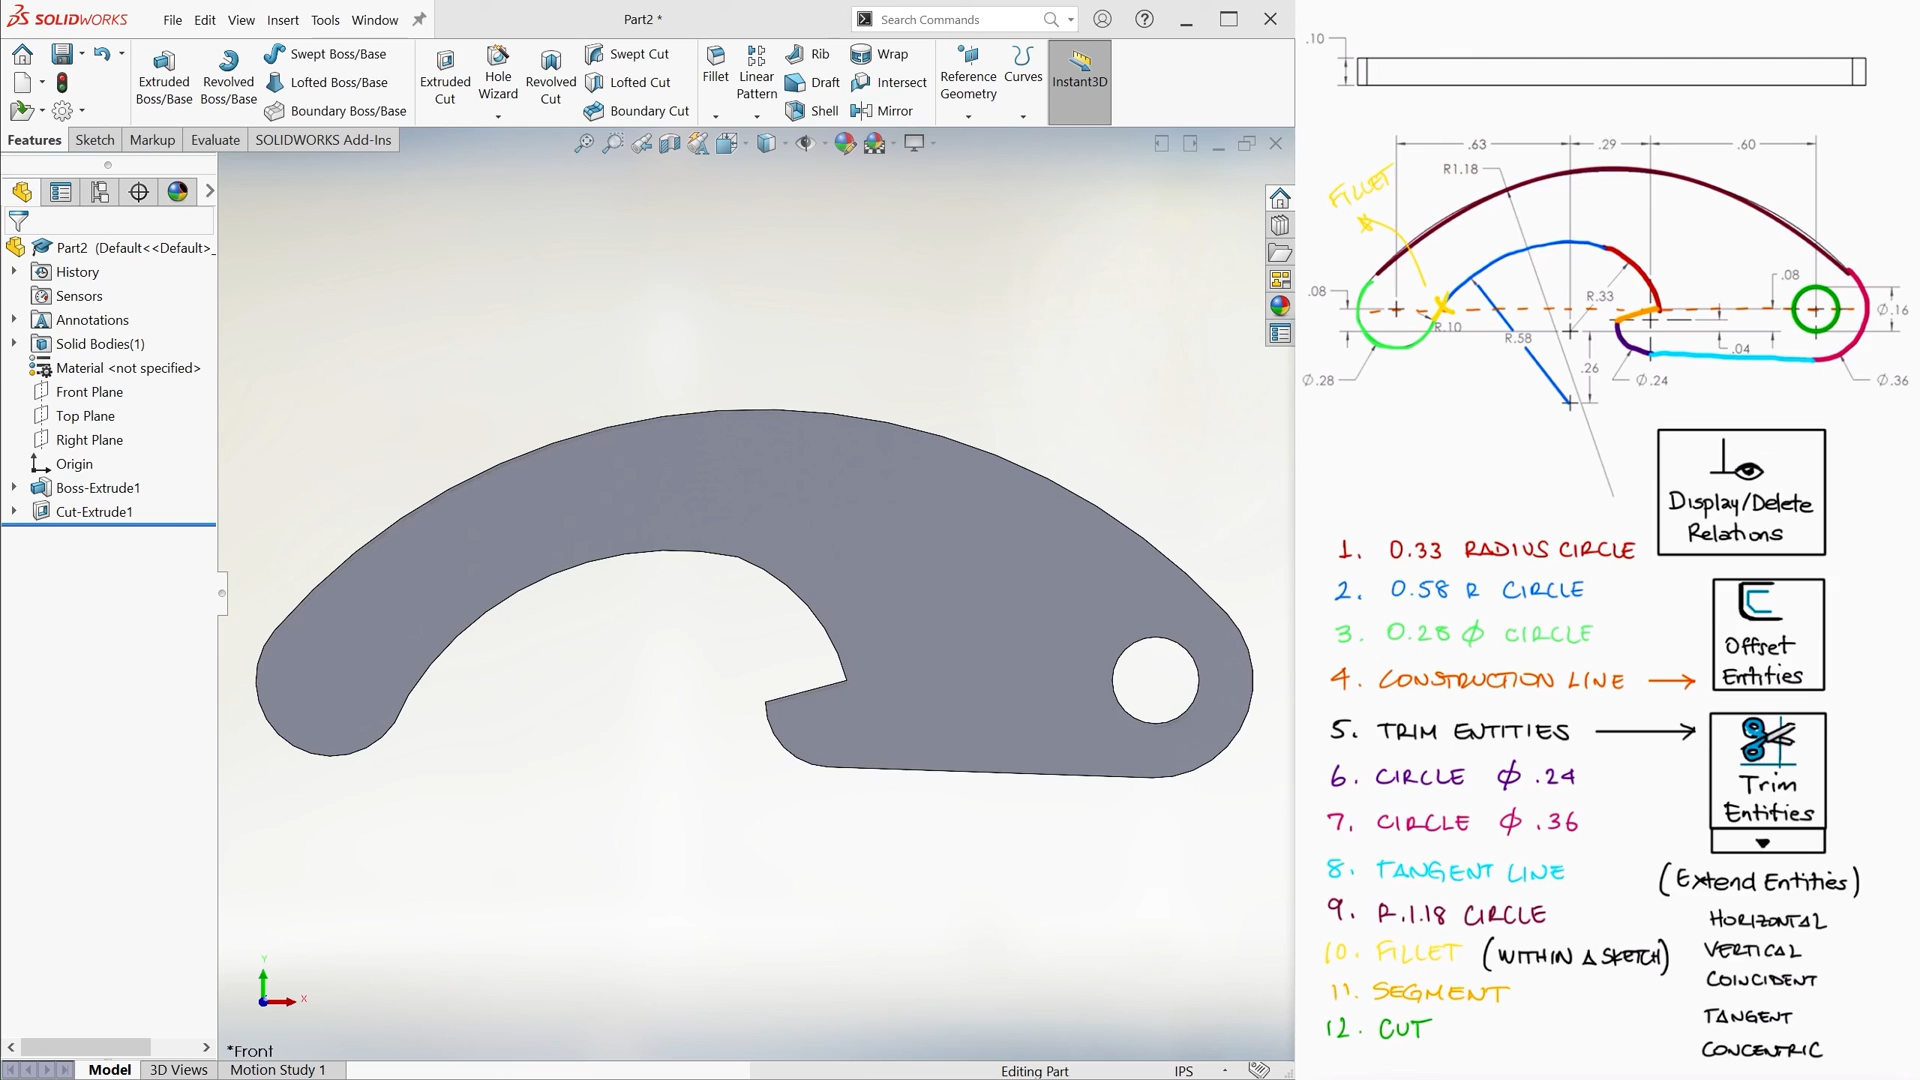 SOLIDWORKS File Edit View Insert Tools Window Part2 * Search Commands
Extruded Boss/Base Revolved Boss/Base Swept Boss/Base Lofted Boss/Base Boundary Boss/Base Extruded Cut Hole Wizard Revolved Cut Swept Cut Lofted Cut Boundary Cut Fillet Linear Pattern Rib Draft Shell Wrap Intersect Mirror Reference Geometry Curves Instant3D
Features Sketch Markup Evaluate SOLIDWORKS Add-Ins
Part2 (Default<<Default>_
History
Sensors
Annotations
Solid Bodies(1)
Material <not specified>
Front Plane
Top Plane
Right Plane
Origin
Boss-Extrude1
Cut-Extrude1
Y
X
*Front
Model 3D Views Motion Study 1
Editing Part IPS
.10
.63 .29 .60
R1.18
FILLET
.08
.08
R.33
Ø.16
R.10
R.58
.04
.26
Ø.28
Ø.24
Ø.36
Display/Delete
Relations
1. 0.33 RADIUS CIRCLE
2. 0.58 R CIRCLE
3. 0.28 Ø CIRCLE
4. CONSTRUCTION LINE
Offset
Entities
5. TRIM ENTITIES
Trim
Entities
6. CIRCLE Ø .24
7. CIRCLE Ø .36
8. TANGENT LINE
(Extend Entities)
9. R.1.18 CIRCLE
10. FILLET (WITHIN A SKETCH)
11. SEGMENT
12. CUT
HORIZONTAL
VERTICAL
COINCIDENT
TANGENT
CONCENTRIC